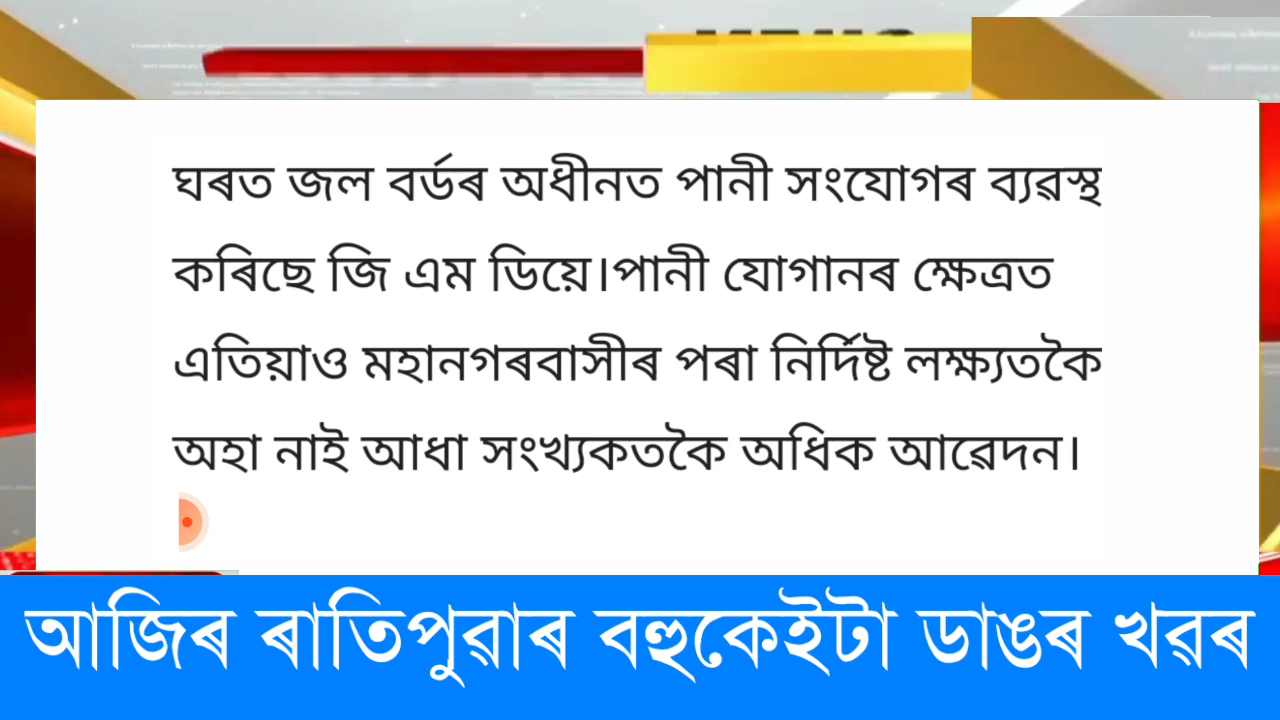 ঘৰত জল বৰ্ডৰ অধীনত পানী সংযোগৰ ব্যৱস্থ
কৰিছে জি এম ডিয়ে।পানী যোগানৰ ক্ষেত্ৰত
এতিয়াও মহানগৰবাসীৰ পৰা নিৰ্দিষ্ট লক্ষ্যতকৈ
অহা নাই আধা সংখ্যকতকৈ অধিক আৱেদন।
আজিৰ ৰাতিপুৱাৰ বহুকেইটা ডাঙৰ খৱৰ